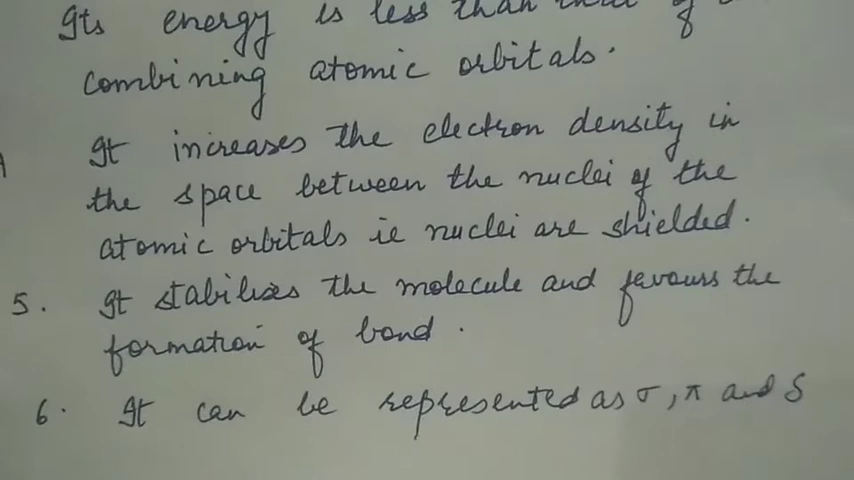 Its energy is less than
combining atomic orbitals.
It increases the electron density in
the space between the nuclei of the
atomic orbitals ie nuclei are shielded.
5. It stabilizes the molecule and favours the
formation of bond.
6. It can be represented as σ, π and δ